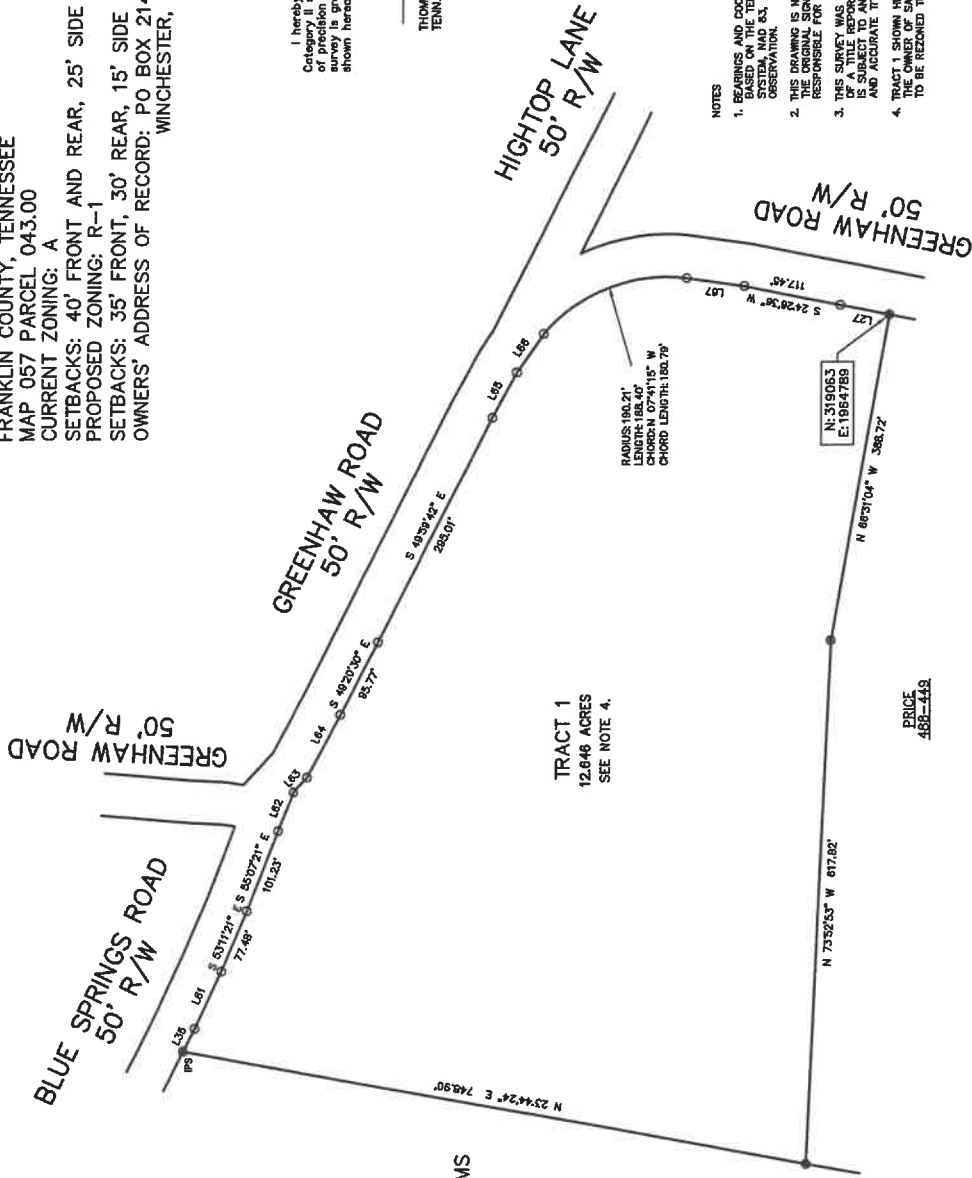 FRANKLIN COUNTY, TENNESSEE
MAP 057 PARCEL 043.00
CURRENT ZONING: A
SETBACKS: 40' FRONT AND REAR, 25' SIDE
PROPOSED ZONING: R-1
SETBACKS: 35' FRONT, 30' REAR, 15' SIDE
OWNERS' ADDRESS OF RECORD: PO BOX 214
WINCHESTER,
I hereby
Category II
of precision
survey is
shown
TENN
NOTES
1. BEARINGS AND
BASED ON THE
SYSTEM, NAD 83,
OBSERVATION.
2. THIS DRAWING IS
THE ORIGINAL
RESPONSIBLE FOR
3. THIS SURVEY WAS
OF A TITLE
IS SUBJECT TO
AND ACCURATE
4. TRACT 1 SHOWN
THE OWNER OF
TO BE REZONED
BLUE SPRINGS ROAD
50' R/W
GREENHAW ROAD
50' R/W
GREENHAW ROAD
50' R/W
HIGHTOP LANE
50' R/W
GREENHAW ROAD
50' R/W
IPS
L35
L61
S 53°11'21" E
77.48'
S 55°07'21" E
101.23'
L62
L63
L64
S 49°20'30" E
95.77'
S 49°59'42" E
295.01'
L65
L66
RADIUS:190.21'
LENGTH:188.40'
CHORD:N 07°41'15" W
CHORD LENGTH:180.79'
L67
S 24°26'36" W
117.45'
L27
N:319063
E:1964789
N 66°31'04" W 388.72'
N 73°52'53" W 617.82'
N 23°44'24" E 748.90'
TRACT 1
12.646 ACRES
SEE NOTE 4.
PRICE
488-449
MS